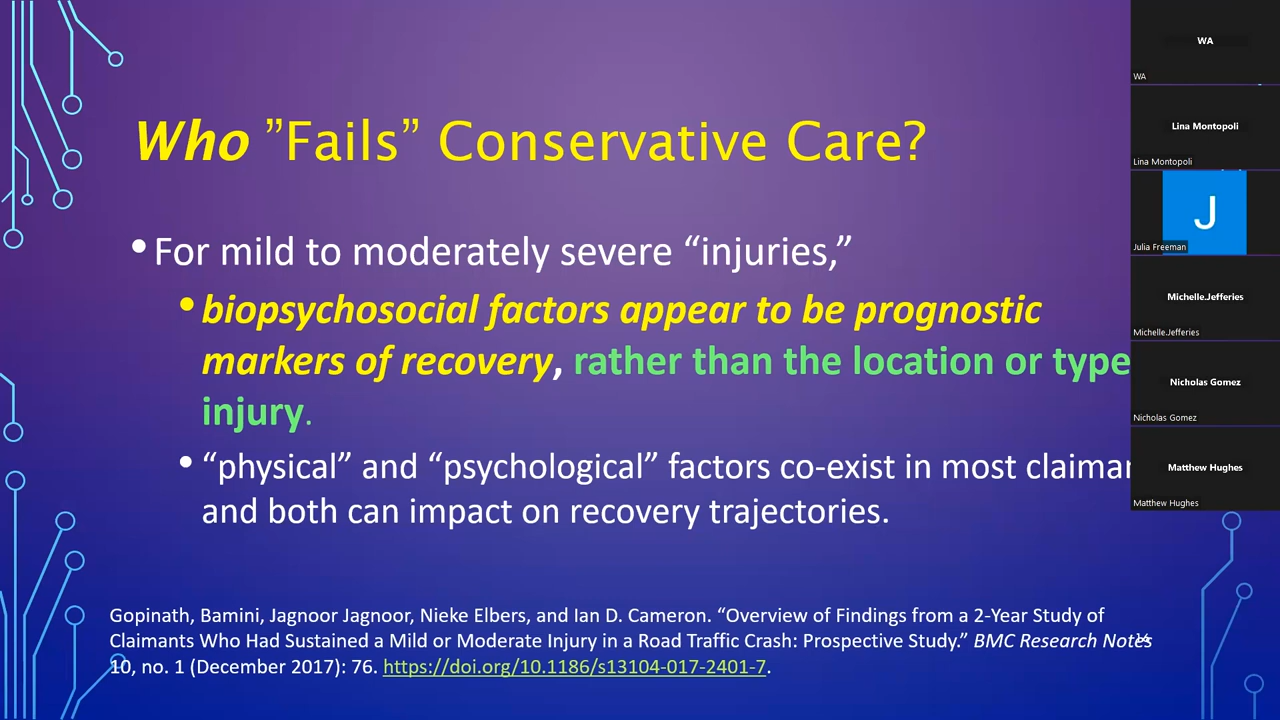 Who ”Fails” Conservative Care?
• For mild to moderately severe “injuries,”
• biopsychosocial factors appear to be prognostic
markers of recovery, rather than the location or type
injury.
• “physical” and “psychological” factors co-exist in most
and both can impact on recovery trajectories.
Gopinath, Bamini, Jagnoor Jagnoor, Nieke Elbers, and Ian D. Cameron. “Overview of Findings from a 2-Year Study of
Claimants Who Had Sustained a Mild or Moderate Injury in a Road Traffic Crash: Prospective Study.” BMC Research Notes
10, no. 1 (December 2017): 76. https://doi.org/10.1186/s13104-017-2401-7.
WA
WA
Lina Montopoli
Lina Montopoli
J
Julia Freeman
Michelle.Jefferies
Michelle.Jefferies
Nicholas Gomez
Nicholas Gomez
Matthew Hughes
Matthew Hughes